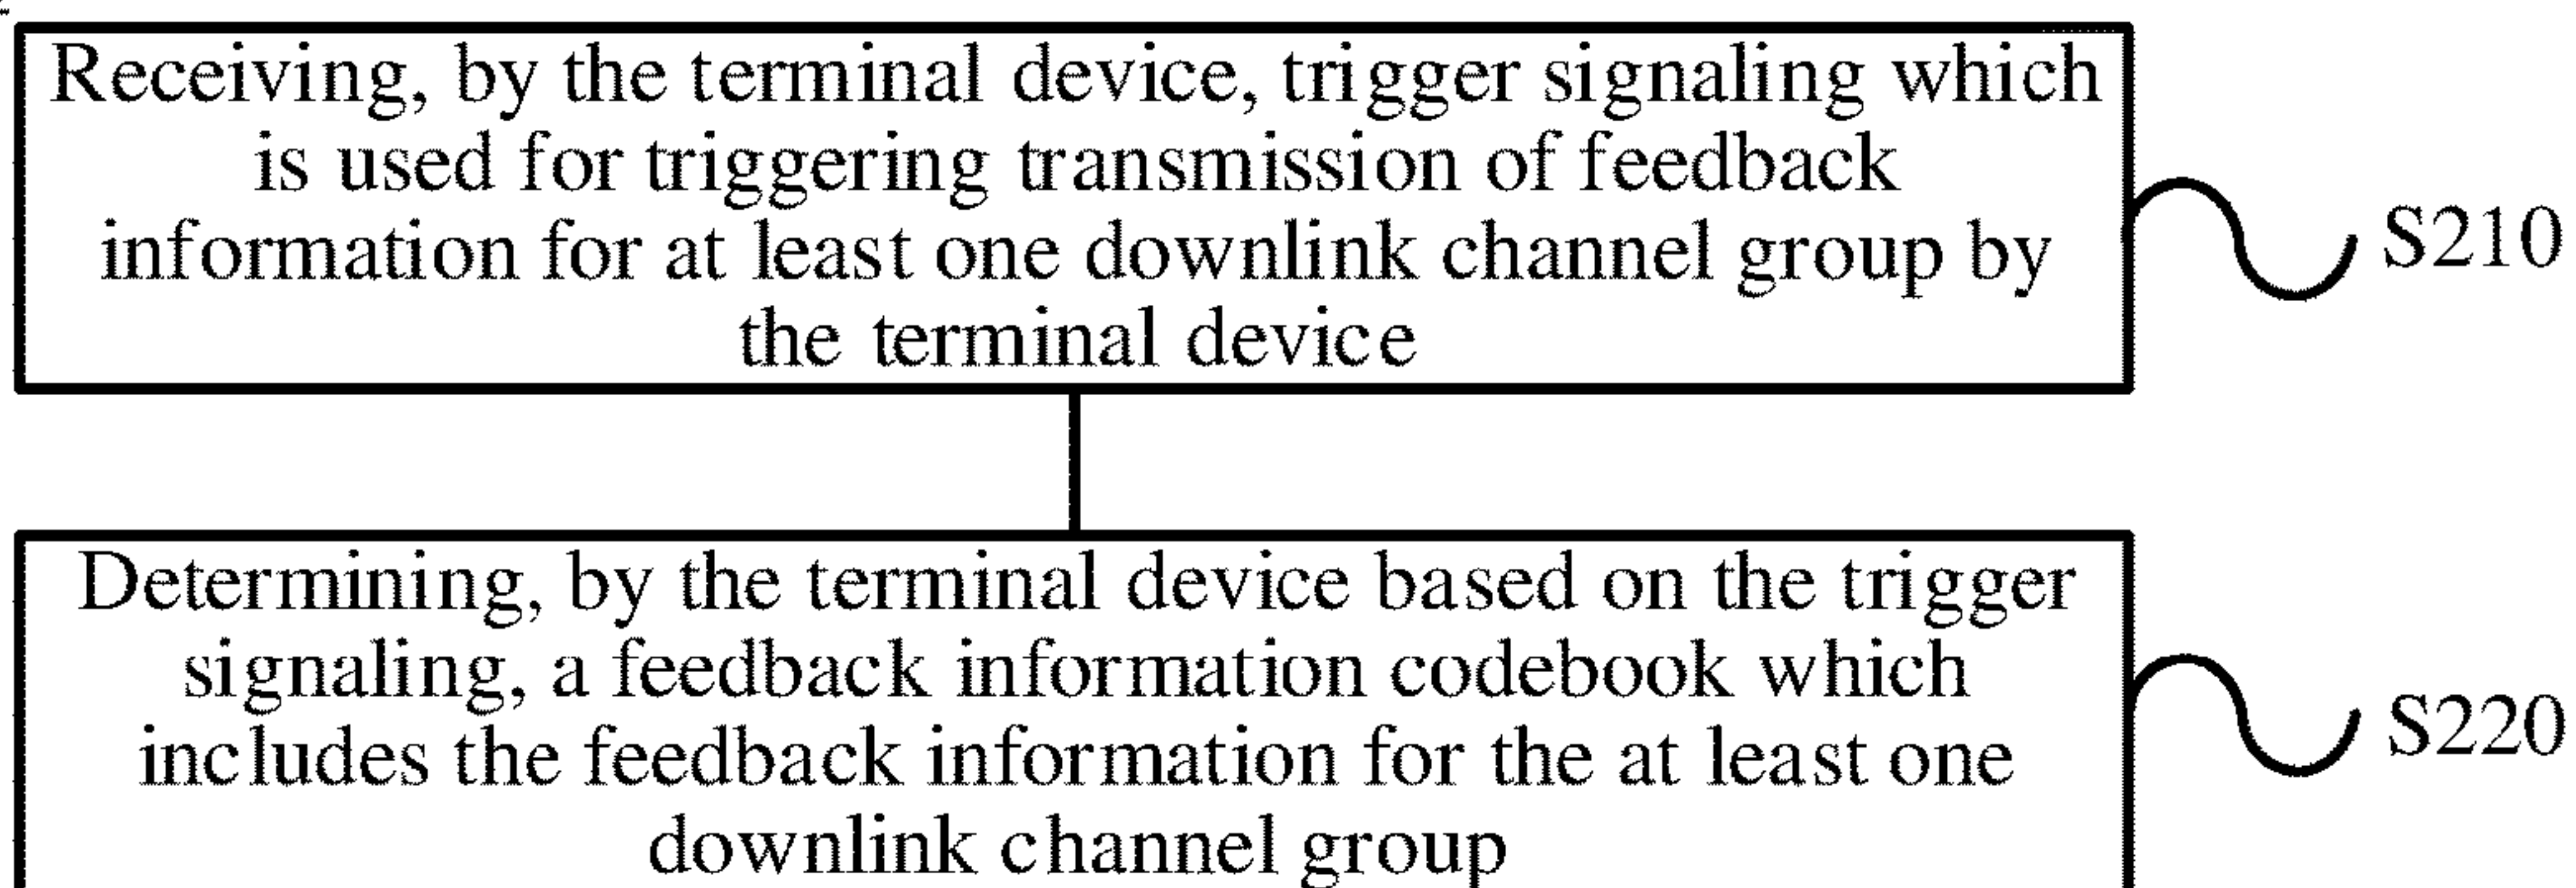 Receiving, by the terminal device, trigger signaling which
is used for triggering transmission of feedback
information for at least one downlink channel group by
the terminal device
S210
Determining, by the terminal device based on the trigger
signaling, a feedback information codebook which
includes the feedback information for the at least one
downlink channel group
S220